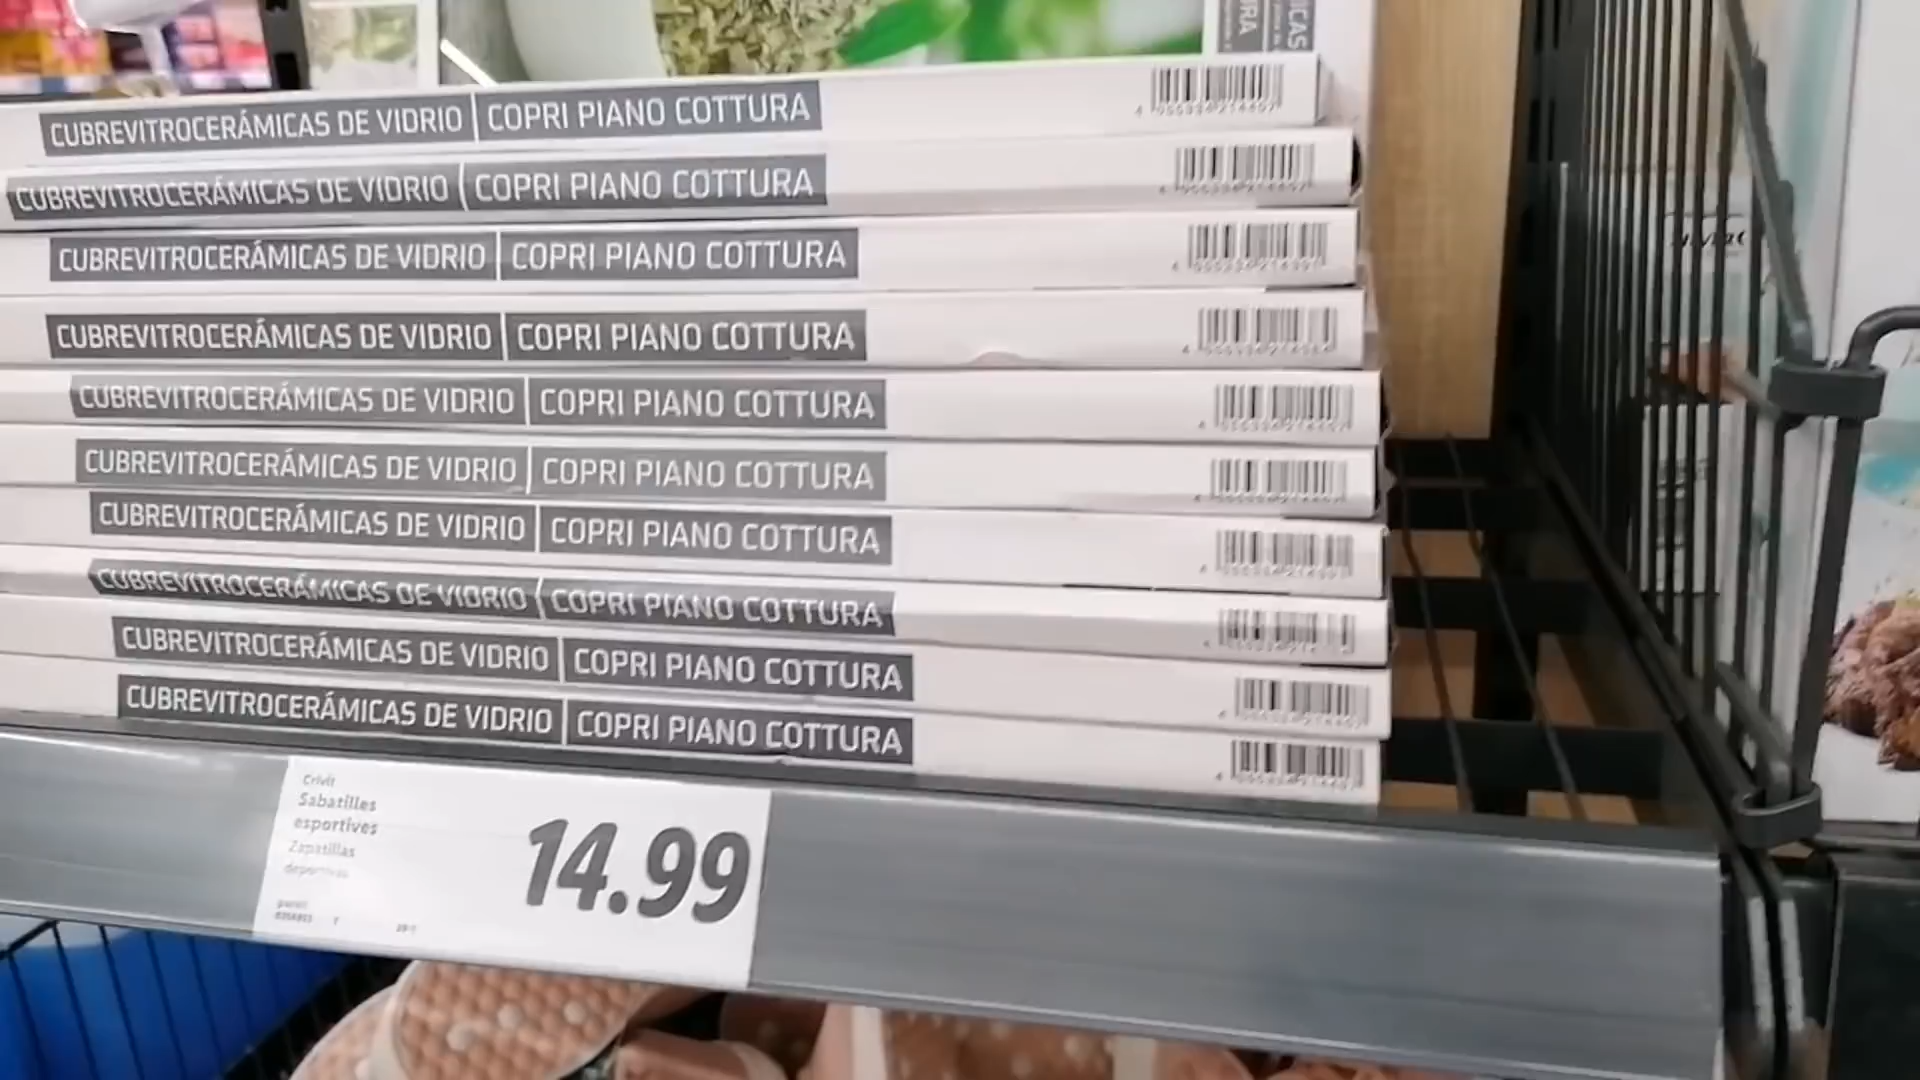 CUBREVITROCERÁMICAS DE VIDRIO | COPRI PIANO COTTURA
CUBREVITROCERÁMICAS DE VIDRIO | COPRI PIANO COTTURA
CUBREVITROCERÁMICAS DE VIDRIO | COPRI PIANO COTTURA
CUBREVITROCERÁMICAS DE VIDRIO | COPRI PIANO COTTURA
CUBREVITROCERÁMICAS DE VIDRIO | COPRI PIANO COTTURA
CUBREVITROCERÁMICAS DE VIDRIO | COPRI PIANO COTTURA
CUBREVITROCERÁMICAS DE VIDRIO | COPRI PIANO COTTURA
CUBREVITROCERÁMICAS DE VIDRIO | COPRI PIANO COTTURA
CUBREVITROCERÁMICAS DE VIDRIO | COPRI PIANO COTTURA
CUBREVITROCERÁMICAS DE VIDRIO | COPRI PIANO COTTURA
Crivit
Sabatilles
esportives
Zapatillas
deportivas
14.99